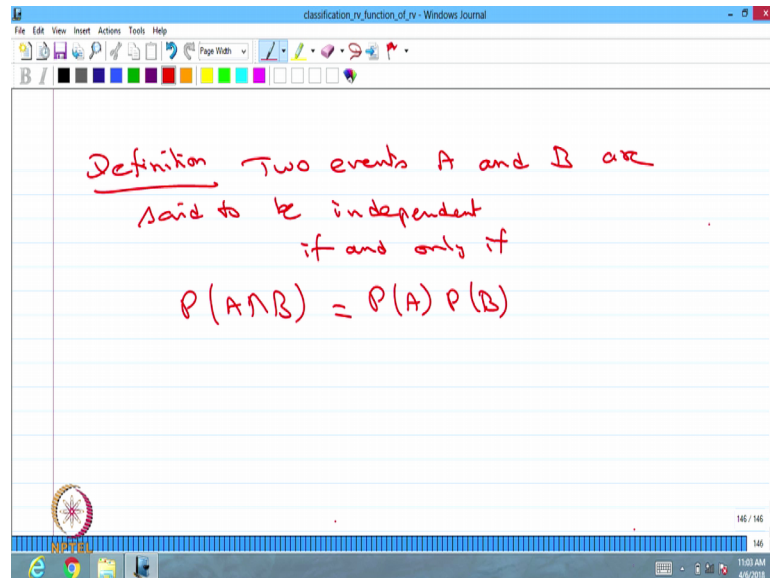 classification_rv_function_of_rv - Windows Journal
File Edit View Insert Actions Tools Help
Page Width
B I
Definition Two events A and B are
said to be independent
if and only if
P(A∩B) = P(A) P(B)
146 / 146
146
NPTEL
11:03 AM
4/6/2018